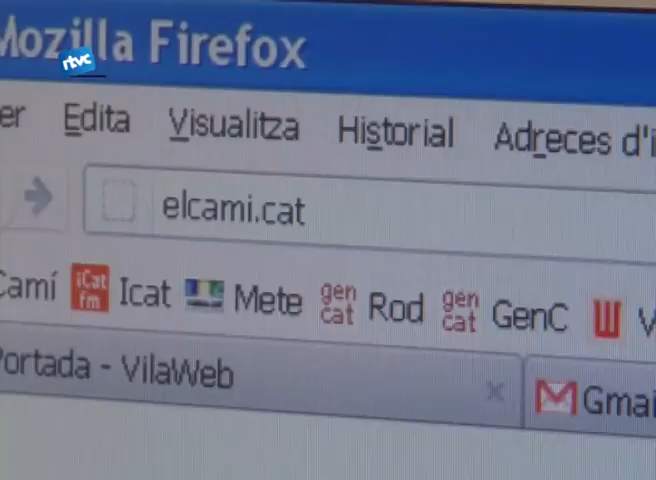 Mozilla Firefox
rtvc
er Edita Visualitza Historial Adreces d'i
elcami.cat
Camí iCat fm Icat Mete gen cat Rod gen cat GenC V
Portada - VilaWeb
Gmai